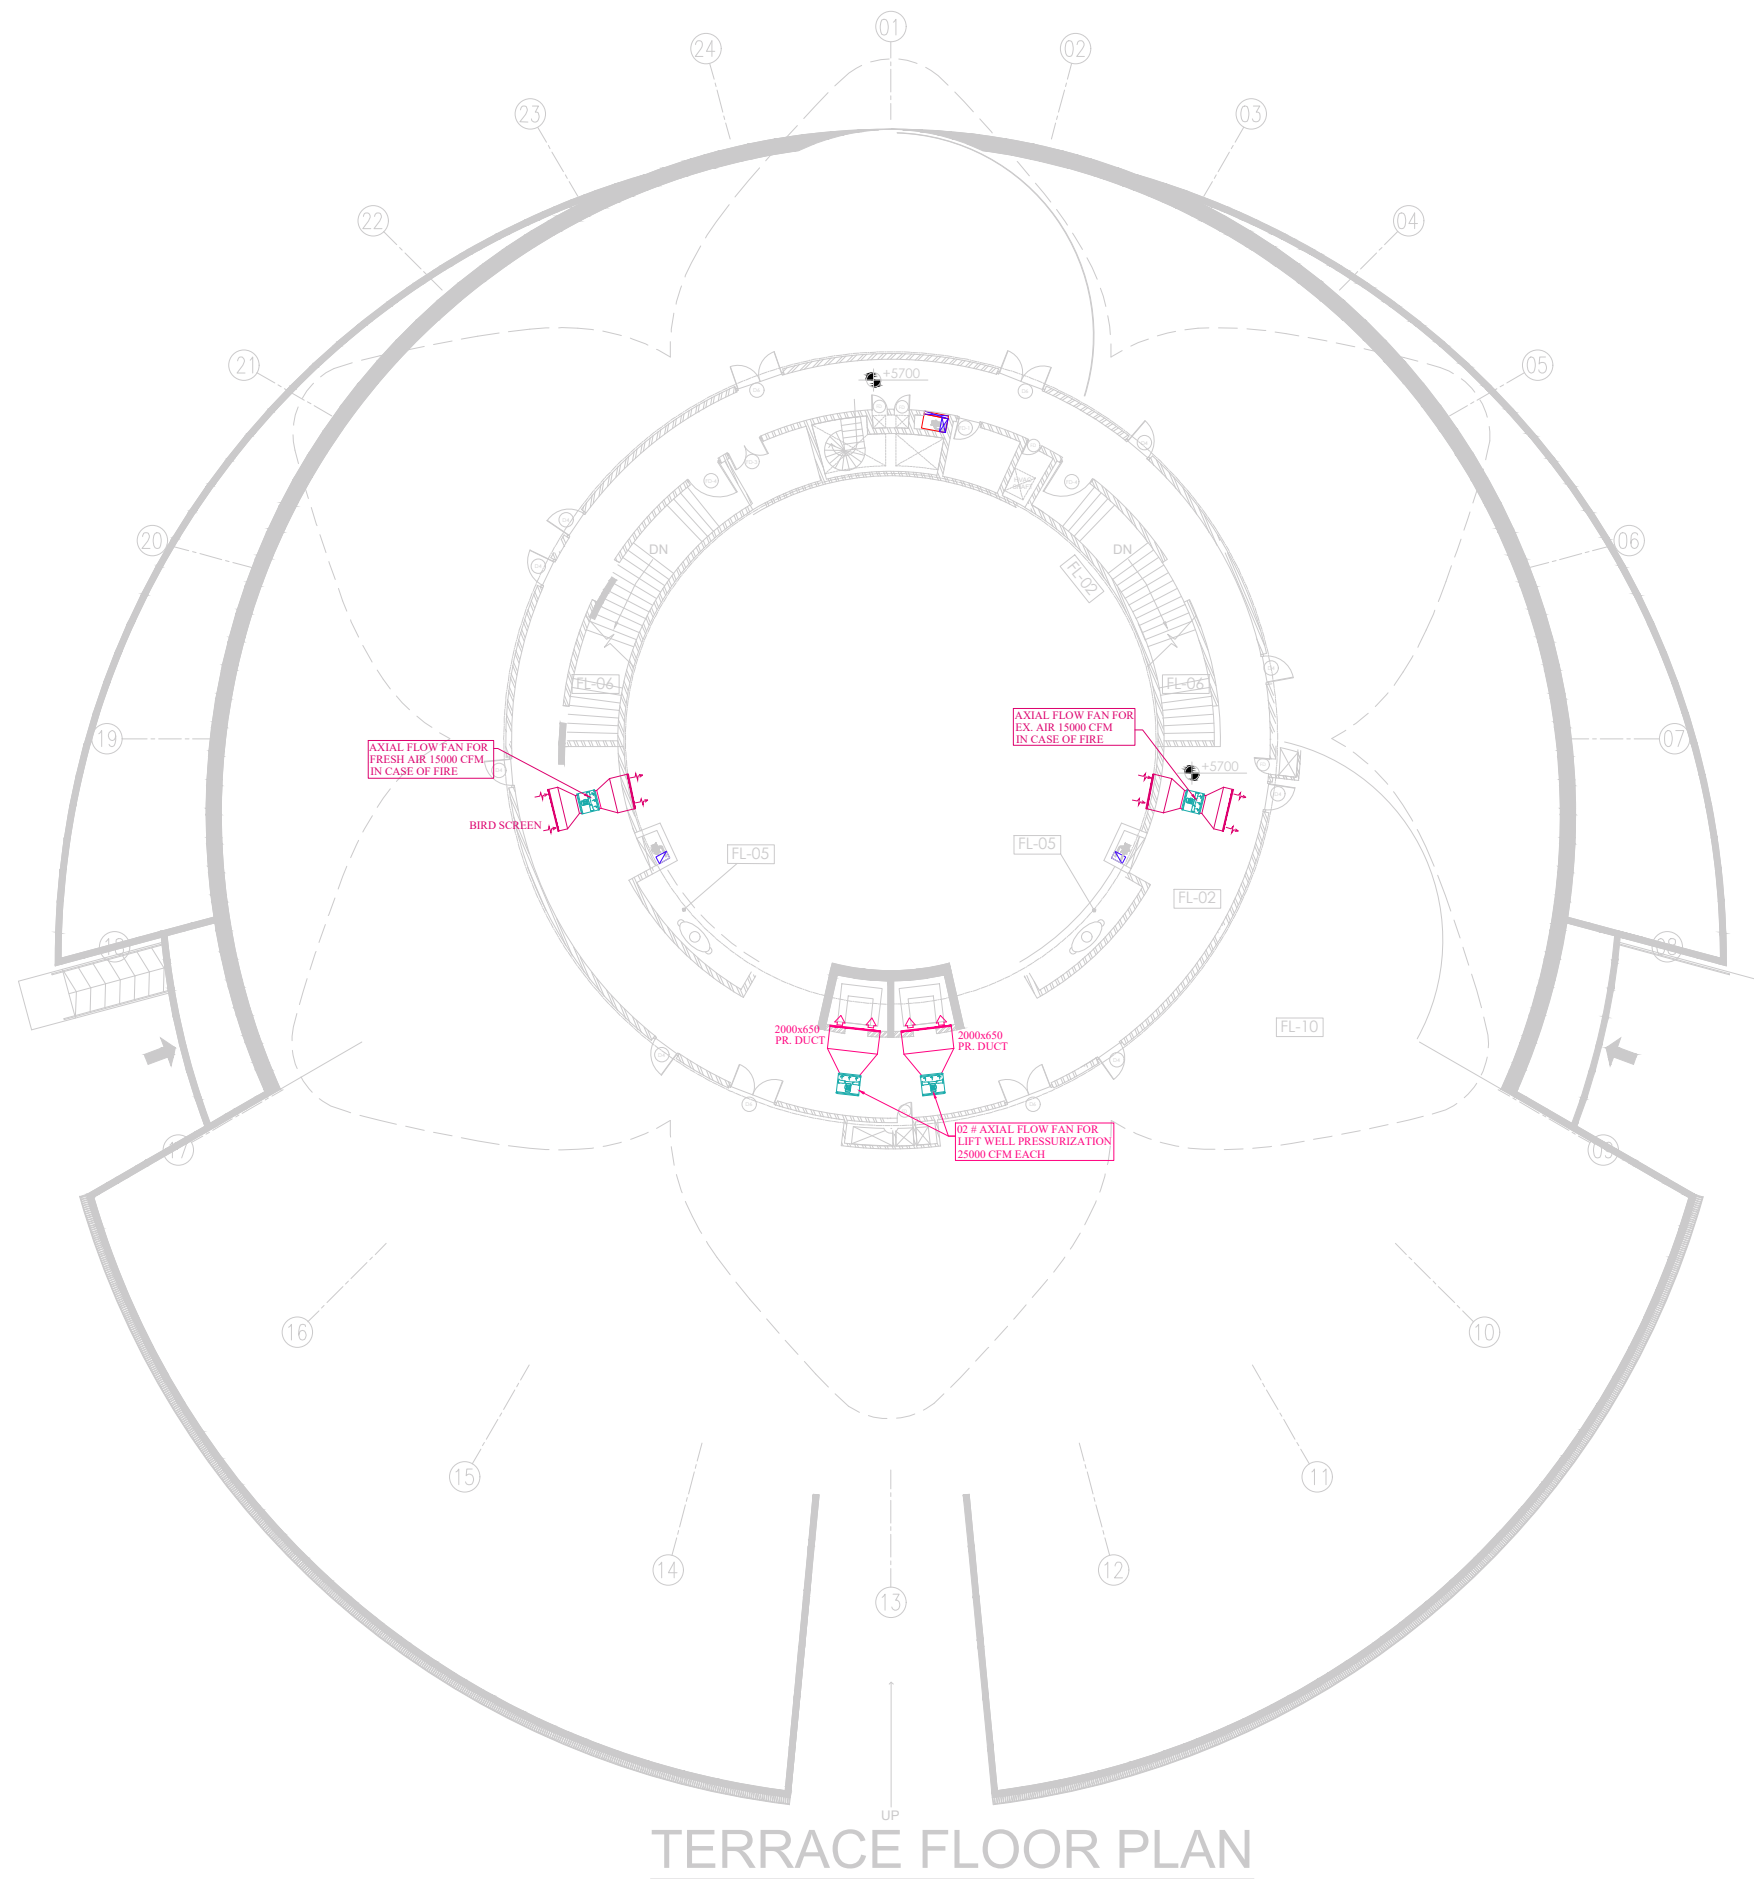 01
24
02
23
03
22
04
+5700
21
05
20
06
DN
DN
FL-02
FL-06
FL-06
AXIAL FLOW FAN FOR
EX. AIR 15000 CFM
IN CASE OF FIRE
19
07
AXIAL FLOW FAN FOR
FRESH AIR 15000 CFM
IN CASE OF FIRE
+5700
BIRD SCREEN
FL-05
FL-05
FL-02
18
08
2000x650
PR. DUCT
2000x650
PR. DUCT
FL-10
02 # AXIAL FLOW FAN FOR
LIFT WELL PRESSURIZATION
25000 CFM EACH
17
09
16
10
15
11
14
12
13
UP
TERRACE FLOOR PLAN